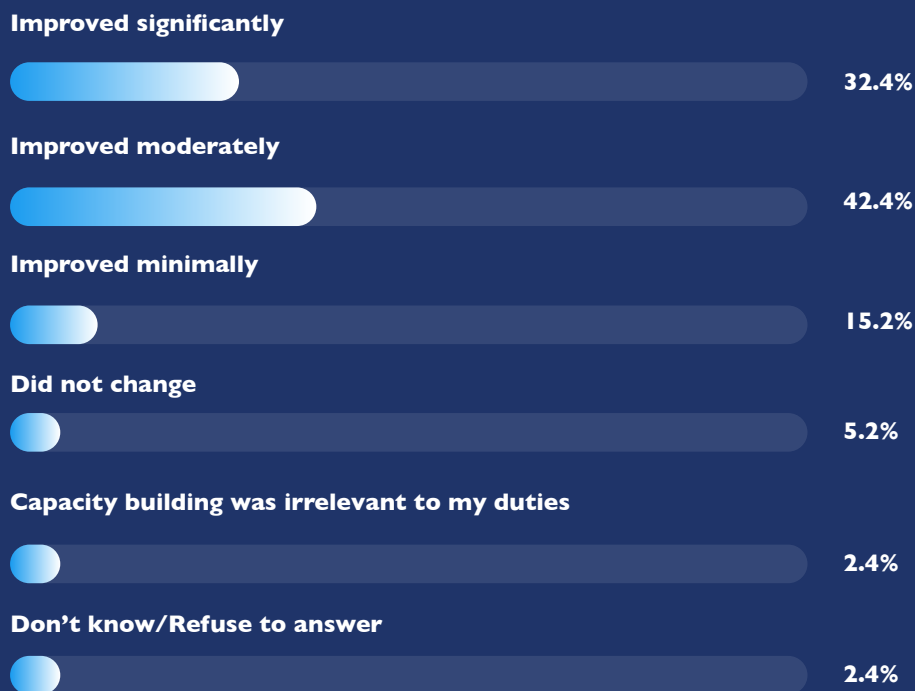 Improved significantly
32.4%
Improved moderately
42.4%
Improved minimally
15.2%
Did not change
5.2%
Capacity building was irrelevant to my duties
2.4%
Don’t know/Refuse to answer
2.4%